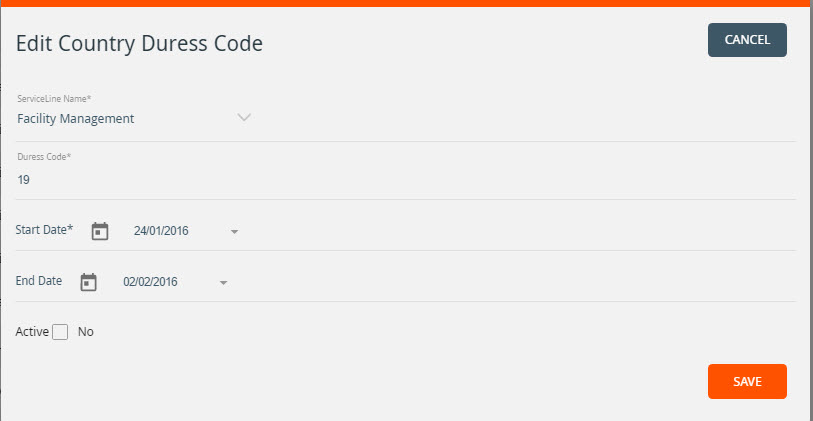 Edit Country Duress Code
CANCEL
ServiceLine Name*
Facility Management
Duress Code*
19
Start Date* 24/01/2016
End Date 02/02/2016
Active No
SAVE